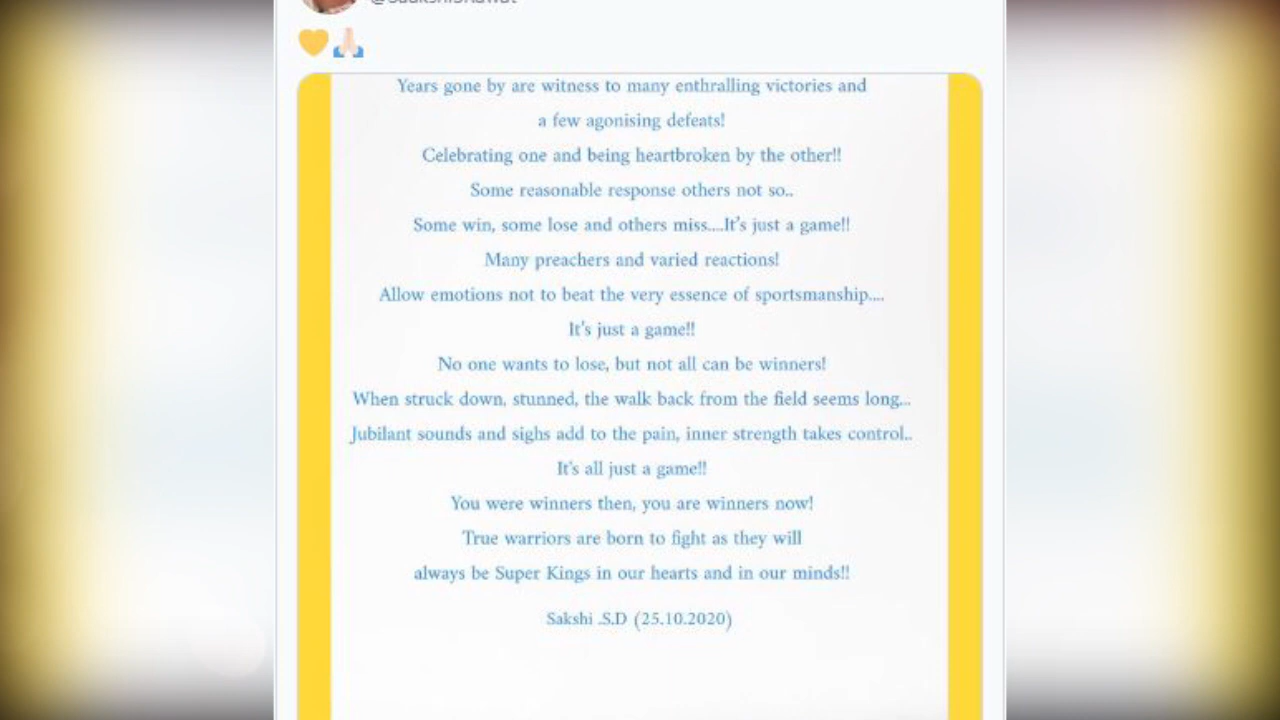 Years gone by are witness to many enthralling victories and
a few agonising defeats!
Celebrating one and being heartbroken by the other!!
Some reasonable response others not so..
Some win, some lose and others miss....It's just a game!!
Many preachers and varied reactions!
Allow emotions not to beat the very essence of sportsmanship....
It's just a game!!
No one wants to lose, but not all can be winners!
When struck down, stunned, the walk back from the field seems long...
Jubilant sounds and sighs add to the pain, inner strength takes control..
It's all just a game!!
You were winners then, you are winners now!
True warriors are born to fight as they will
always be Super Kings in our hearts and in our minds!!
Sakshi .S.D (25.10.2020)